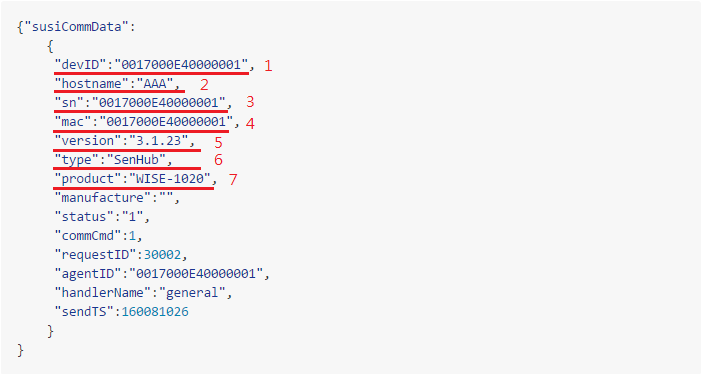 {"susiCommData":
{
"devID":"0017000E40000001", 1
"hostname":"AAA", 2
"sn":"0017000E40000001", 3
"mac":"0017000E40000001", 4
"version":"3.1.23", 5
"type":"SenHub", 6
"product":"WISE-1020", 7
"manufacture":"",
"status":"1",
"commCmd":1,
"requestID":30002,
"agentID":"0017000E40000001",
"handlerName":"general",
"sendTS":160081026
}
}